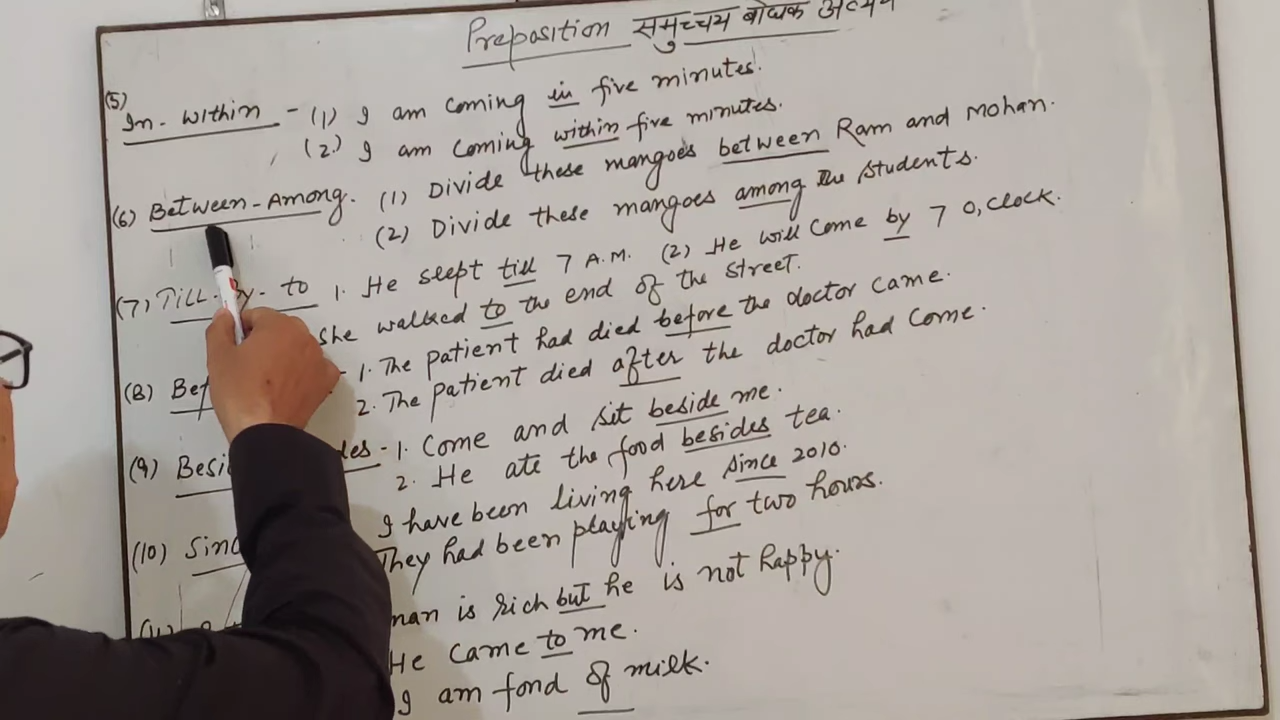 Preposition समुच्चय बोधक अव्यय
(5) In - Within - (1) I am coming in five minutes.
(2) I am coming within five minutes.
(6) Between - Among. (1) Divide these mangoes between Ram and Mohan.
(2) Divide these mangoes among the students.
(7) Till - by - to 1. He slept till 7 A.M. (2) He will come by 7 O,clock.
She walked to the end of the street.
(8) Bef - 1. The patient had died before the doctor came.
2. The patient died after the doctor had come.
(9) Besi des - 1. Come and sit beside me.
2. He ate the food besides tea.
(10) Sinc I have been living here since 2010.
They had been playing for two hours.
(11) man is rich but he is not happy.
He came to me.
I am fond of milk.